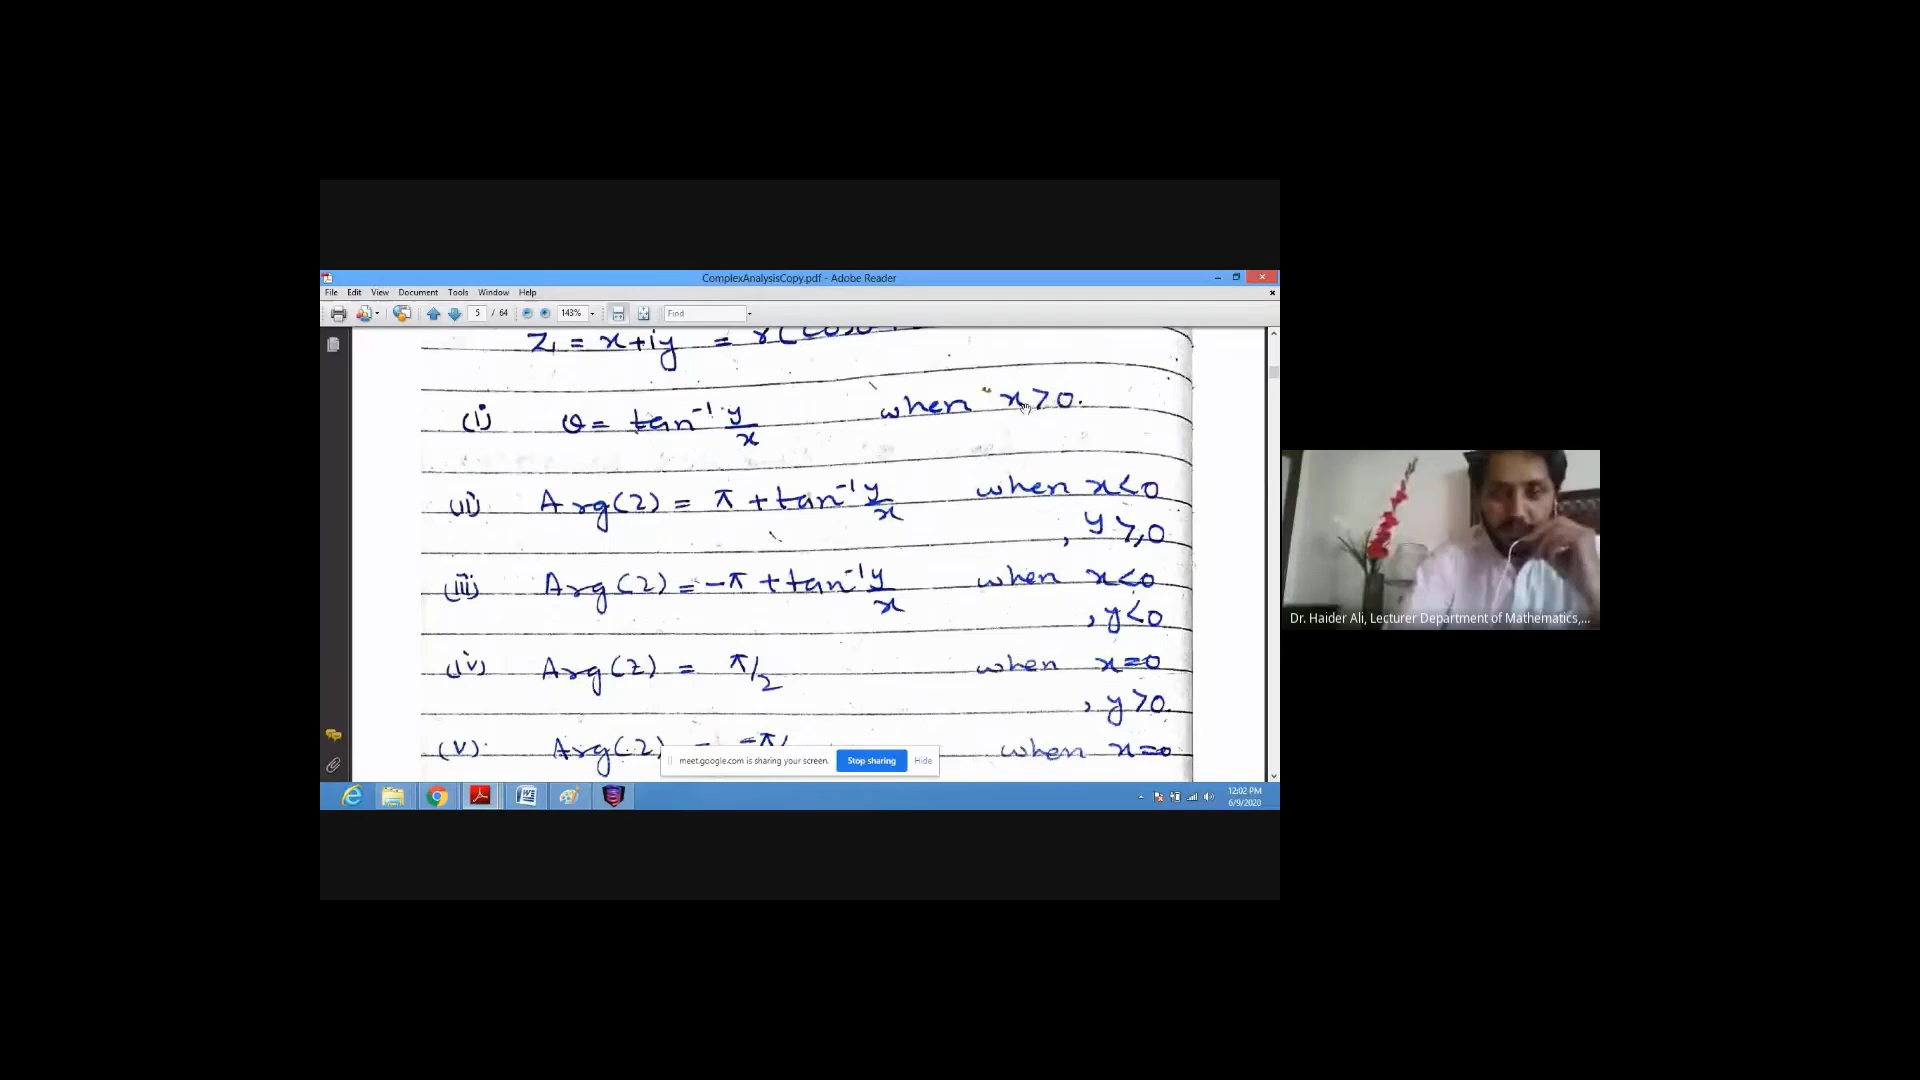 ComplexAnalysisCopy.pdf - Adobe Reader
File Edit View Document Tools Window Help
5 / 64 143% Find
z = x+iy = r(cosθ
(i) θ = tan⁻¹ y/x when x>0.
(ii) Arg(z) = π + tan⁻¹ y/x when x<0
, y≥0
(iii) Arg(z) = -π + tan⁻¹ y/x when x<0
, y<0
(iv) Arg(z) = π/2 when x=0
, y>0.
(v). Arg(z) -π/ when x=0
meet.google.com is sharing your screen. Stop sharing Hide
12:02 PM
6/9/2020
Dr. Haider Ali, Lecturer Department of Mathematics,...